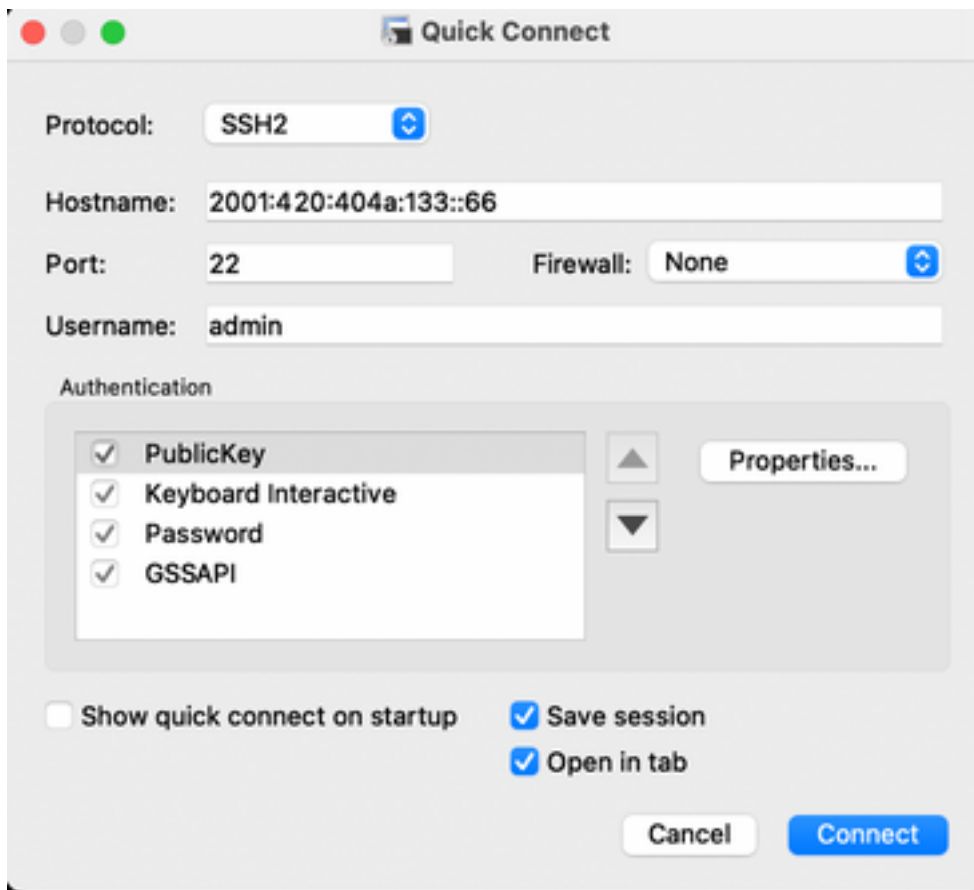 Quick Connect
Protocol: SSH2
Hostname: 2001:420:404a:133::66
Port: 22 Firewall: None
Username: admin
Authentication
PublicKey
Keyboard Interactive
Password
GSSAPI
Properties...
Show quick connect on startup
Save session
Open in tab
Cancel Connect